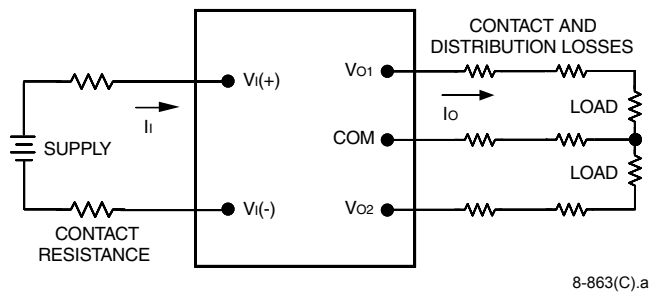 CONTACT AND
DISTRIBUTION LOSSES
VI(+)
VO1
II
IO
LOAD
SUPPLY
COM
LOAD
VI(-)
VO2
CONTACT
RESISTANCE
8-863(C).a